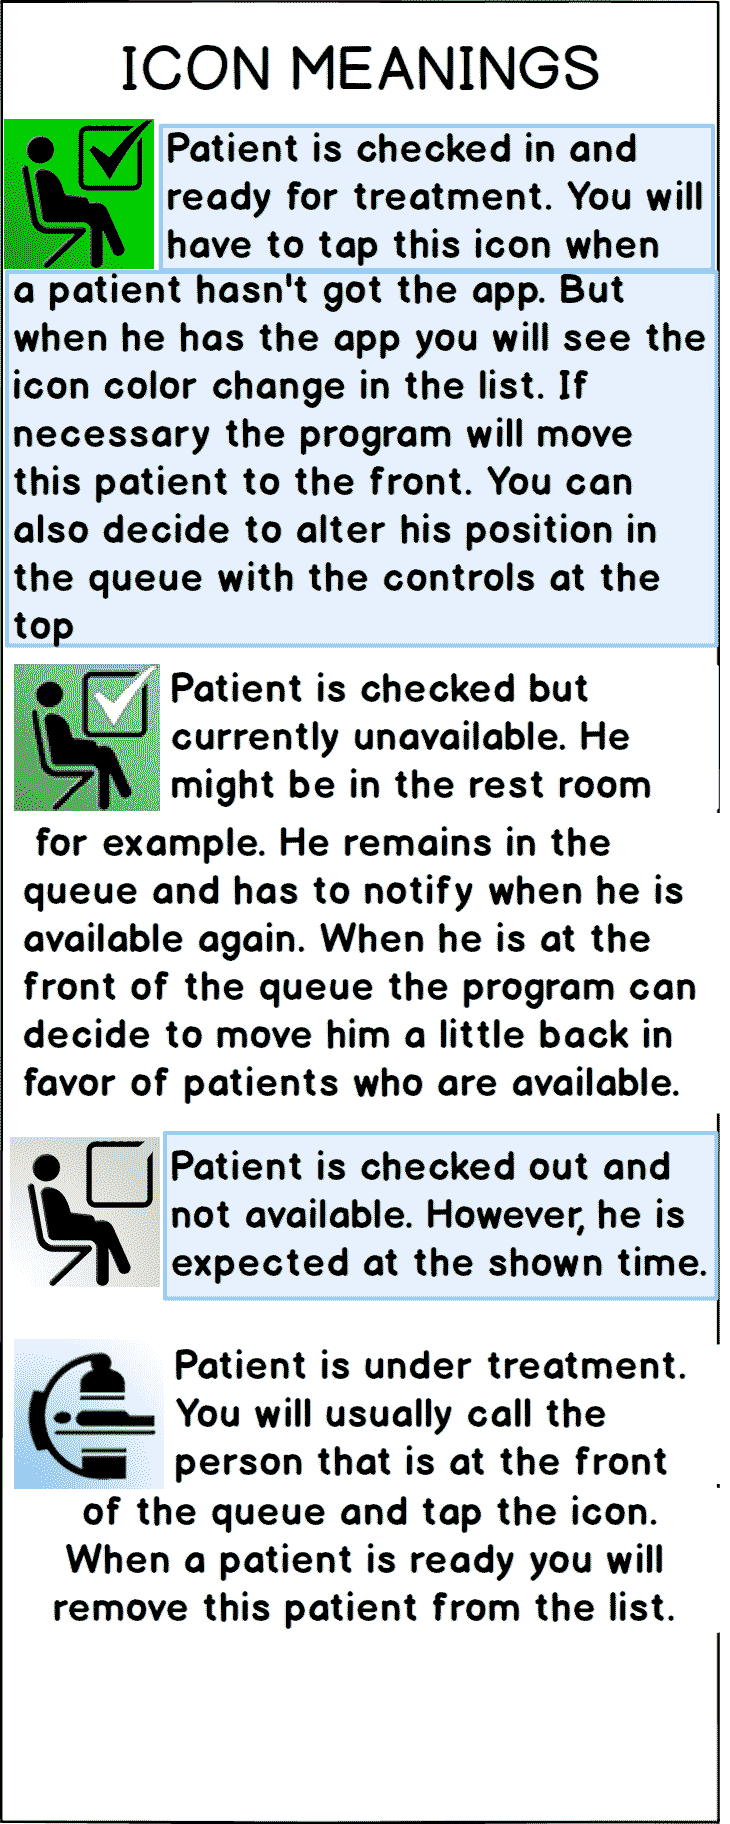 ICON MEANINGS
Patient is checked in and
ready for treatment. You will
have to tap this icon when
a patient hasn't got the app. But
when he has the app you will see the
icon color change in the list. If
necessary the program will move
this patient to the front. You can
also decide to alter his position in
the queue with the controls at the
top
Patient is checked but
currently unavailable. He
might be in the rest room
for example. He remains in the
queue and has to notify when he is
available again. When he is at the
front of the queue the program can
decide to move him a little back in
favor of patients who are available.
Patient is checked out and
not available. However, he is
expected at the shown time.
Patient is under treatment.
You will usually call the
person that is at the front
of the queue and tap the icon.
When a patient is ready you will
remove this patient from the list.